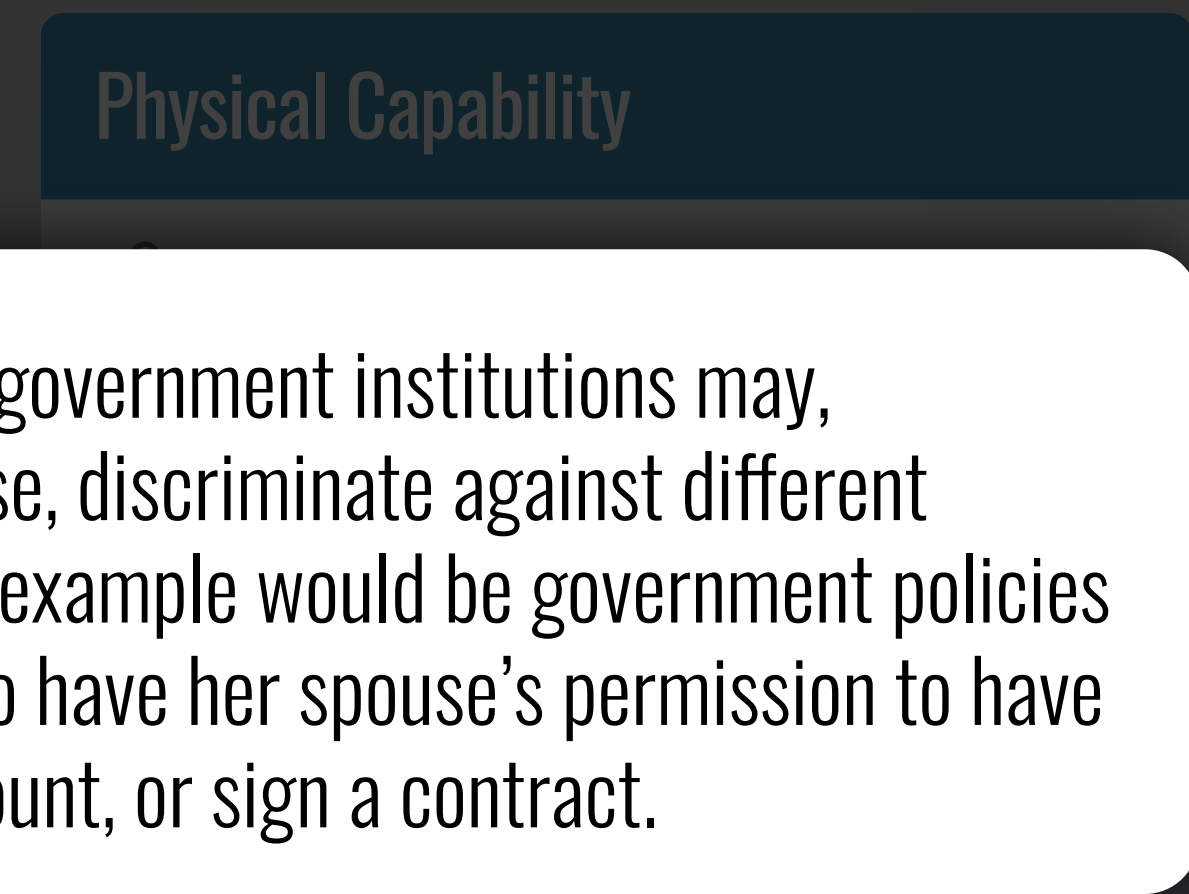 Physical Capability
government institutions may,
se, discriminate against different
example would be government policies
o have her spouse’s permission to have
ount, or sign a contract.